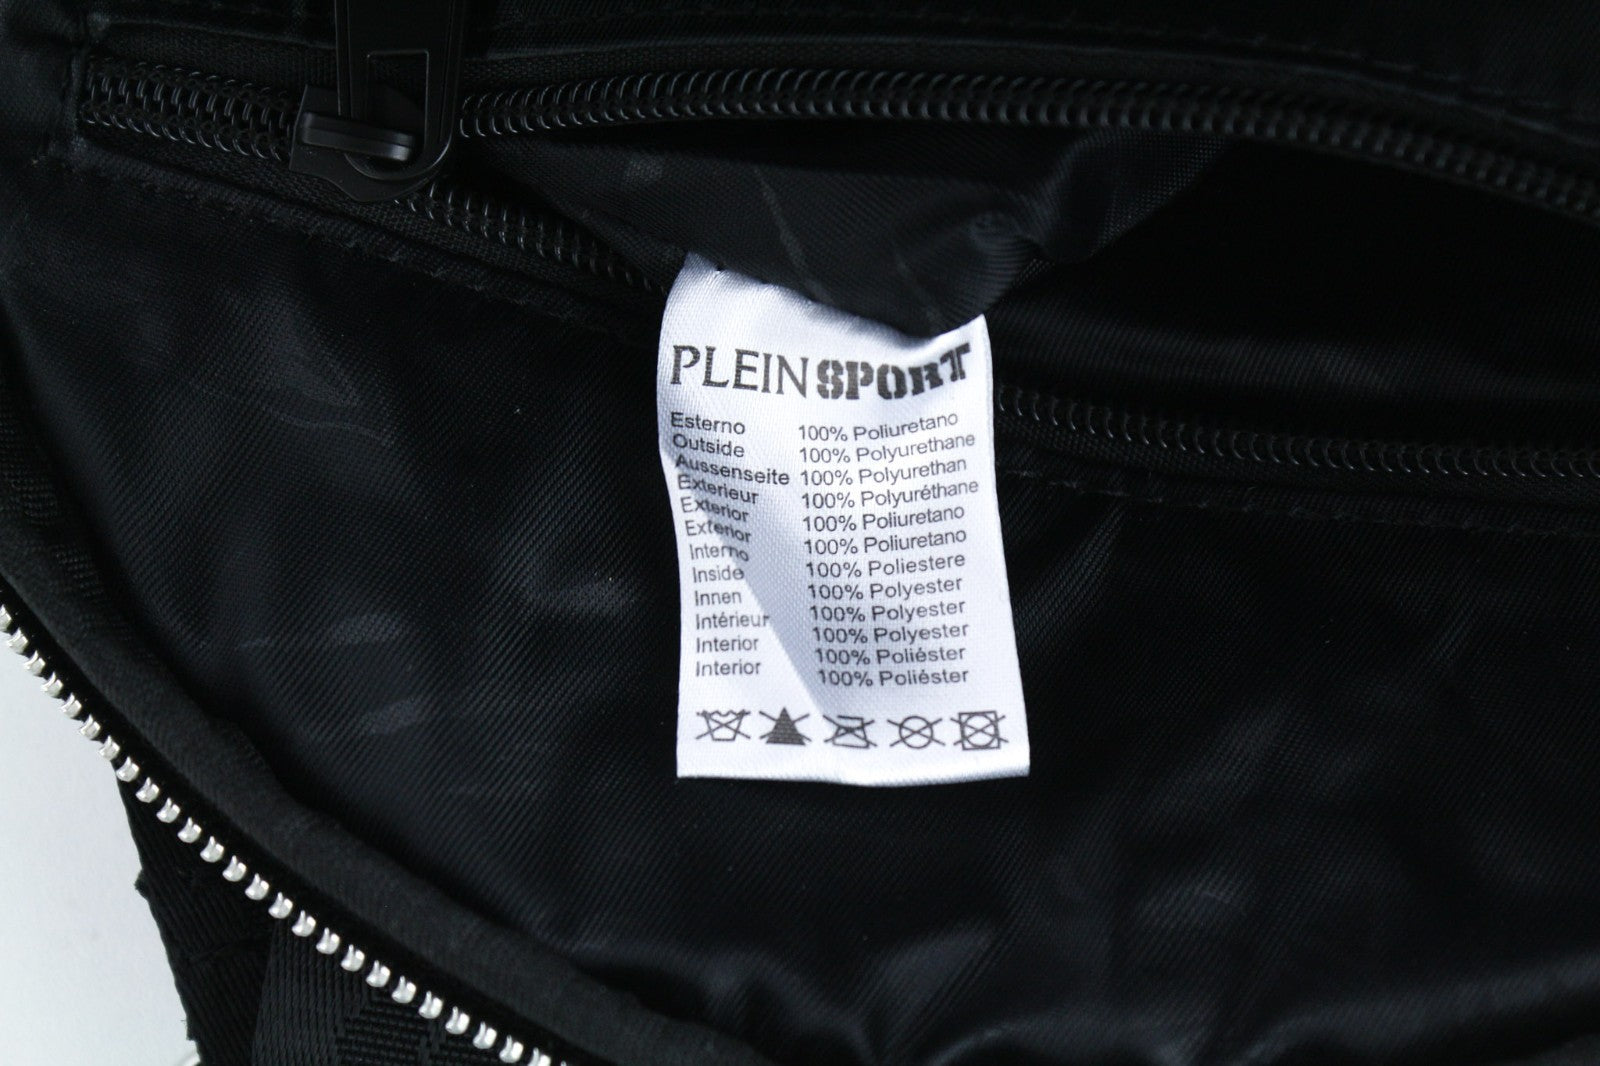 PLEIN SPORT
Esterno 100% Poliuretano
Outside 100% Polyurethane
Aussenseite 100% Polyurethan
Exterieur 100% Polyuréthane
Exterior 100% Poliuretano
Exterior 100% Poliuretano
Interno 100% Poliestere
Inside 100% Polyester
Innen 100% Polyester
Intérieur 100% Polyester
Interior 100% Poliéster
Interior 100% Poliéster